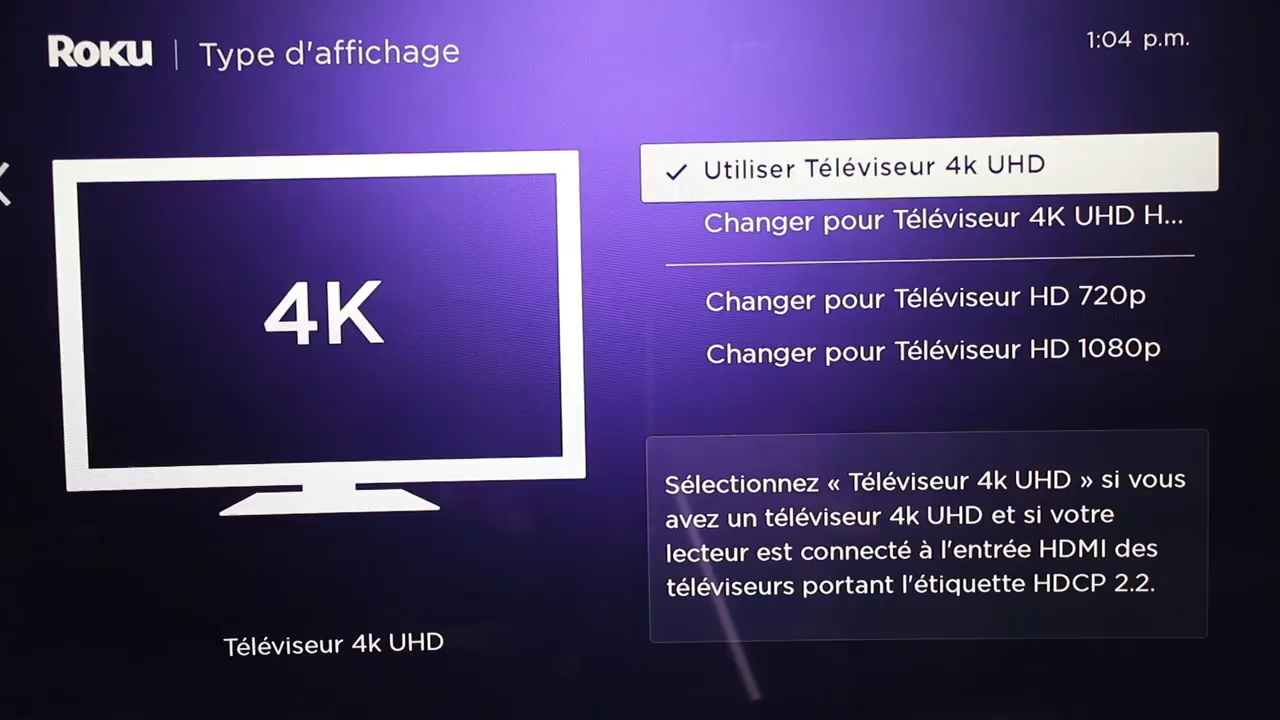 Roku | Type d'affichage
1:04 p.m.
4K
Téléviseur 4k UHD
Utiliser Téléviseur 4k UHD
Changer pour Téléviseur 4K UHD H...
Changer pour Téléviseur HD 720p
Changer pour Téléviseur HD 1080p
Sélectionnez « Téléviseur 4k UHD » si vous
avez un téléviseur 4k UHD et si votre
lecteur est connecté à l'entrée HDMI des
téléviseurs portant l'étiquette HDCP 2.2.